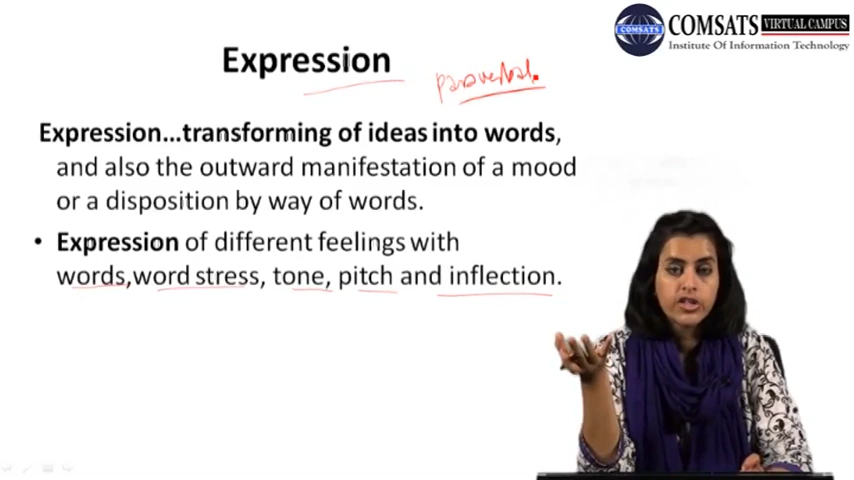 COMSATS VIRTUAL CAMPUS
COMSATS
Institute Of Information Technology
Expression
paraverbal.
Expression...transforming of ideas into words,
and also the outward manifestation of a mood
or a disposition by way of words.
• Expression of different feelings with
words,word stress, tone, pitch and inflection.